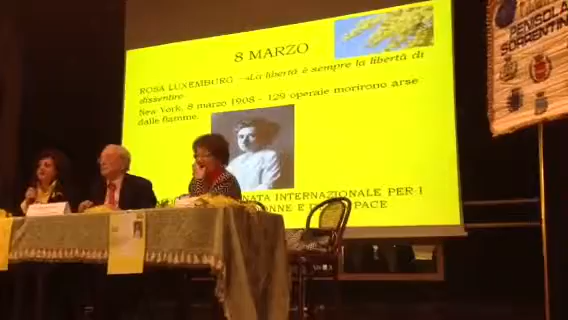 8 MARZO
ROSA LUXEMBURG - «La libertà è sempre la libertà di
dissentire
New York, 8 marzo 1908 - 129 operaie morirono arse
dalle fiamme.
NATA INTERNAZIONALE PER I
ONNE E D PACE
PENISOLA
SORRENTINA